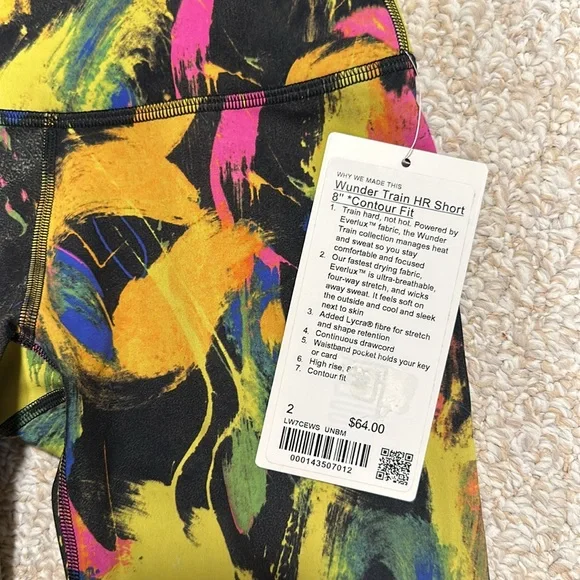 WHY WE MADE THIS
Wunder Train HR Short
8" *Contour Fit
1. Train hard, not hot. Powered by
Everlux™ fabric, the Wunder
Train collection manages heat
and sweat so you stay
comfortable and focused
2. Our fastest drying fabric,
Everlux™ is ultra-breathable,
four-way stretch, and wicks
away sweat. It feels soft on
the outside and cool and sleek
next to skin
3. Added Lycra® fibre for stretch
and shape retention
4. Continuous drawcord
5. Waistband pocket holds your key
or card
6. High rise,
7. Contour fit
2
$64.00
LW7CEWS UNBM
000143507012